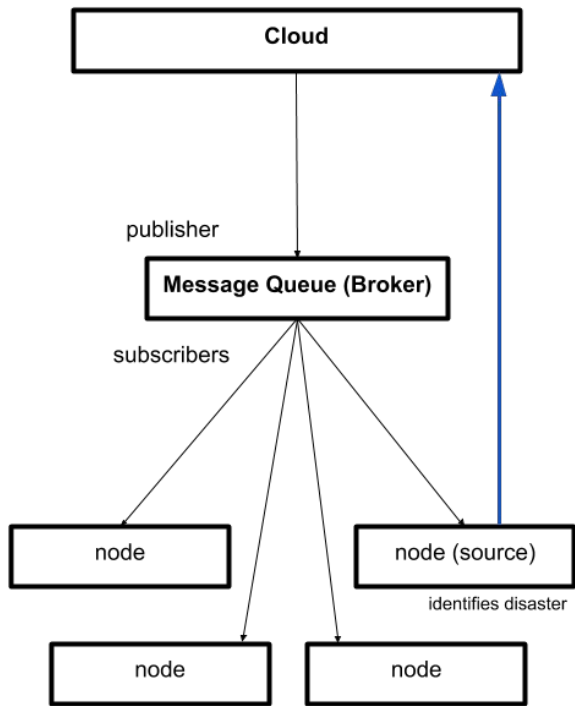 Cloud
publisher
Message Queue (Broker)
subscribers
node
node (source)
identifies disaster
node
node